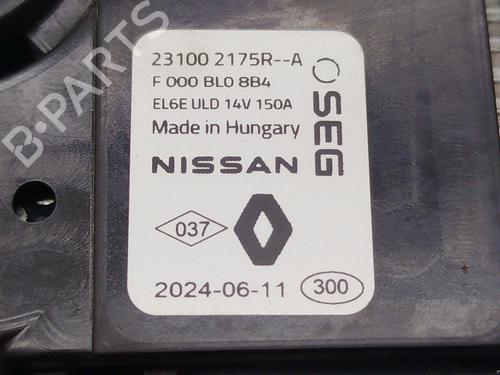 B-PARTS
23100 2175R--A
F 000 BL0 8B4
EL6E ULD 14V 150A
Made in Hungary
NISSAN
SEG
037
2024-06-11 300